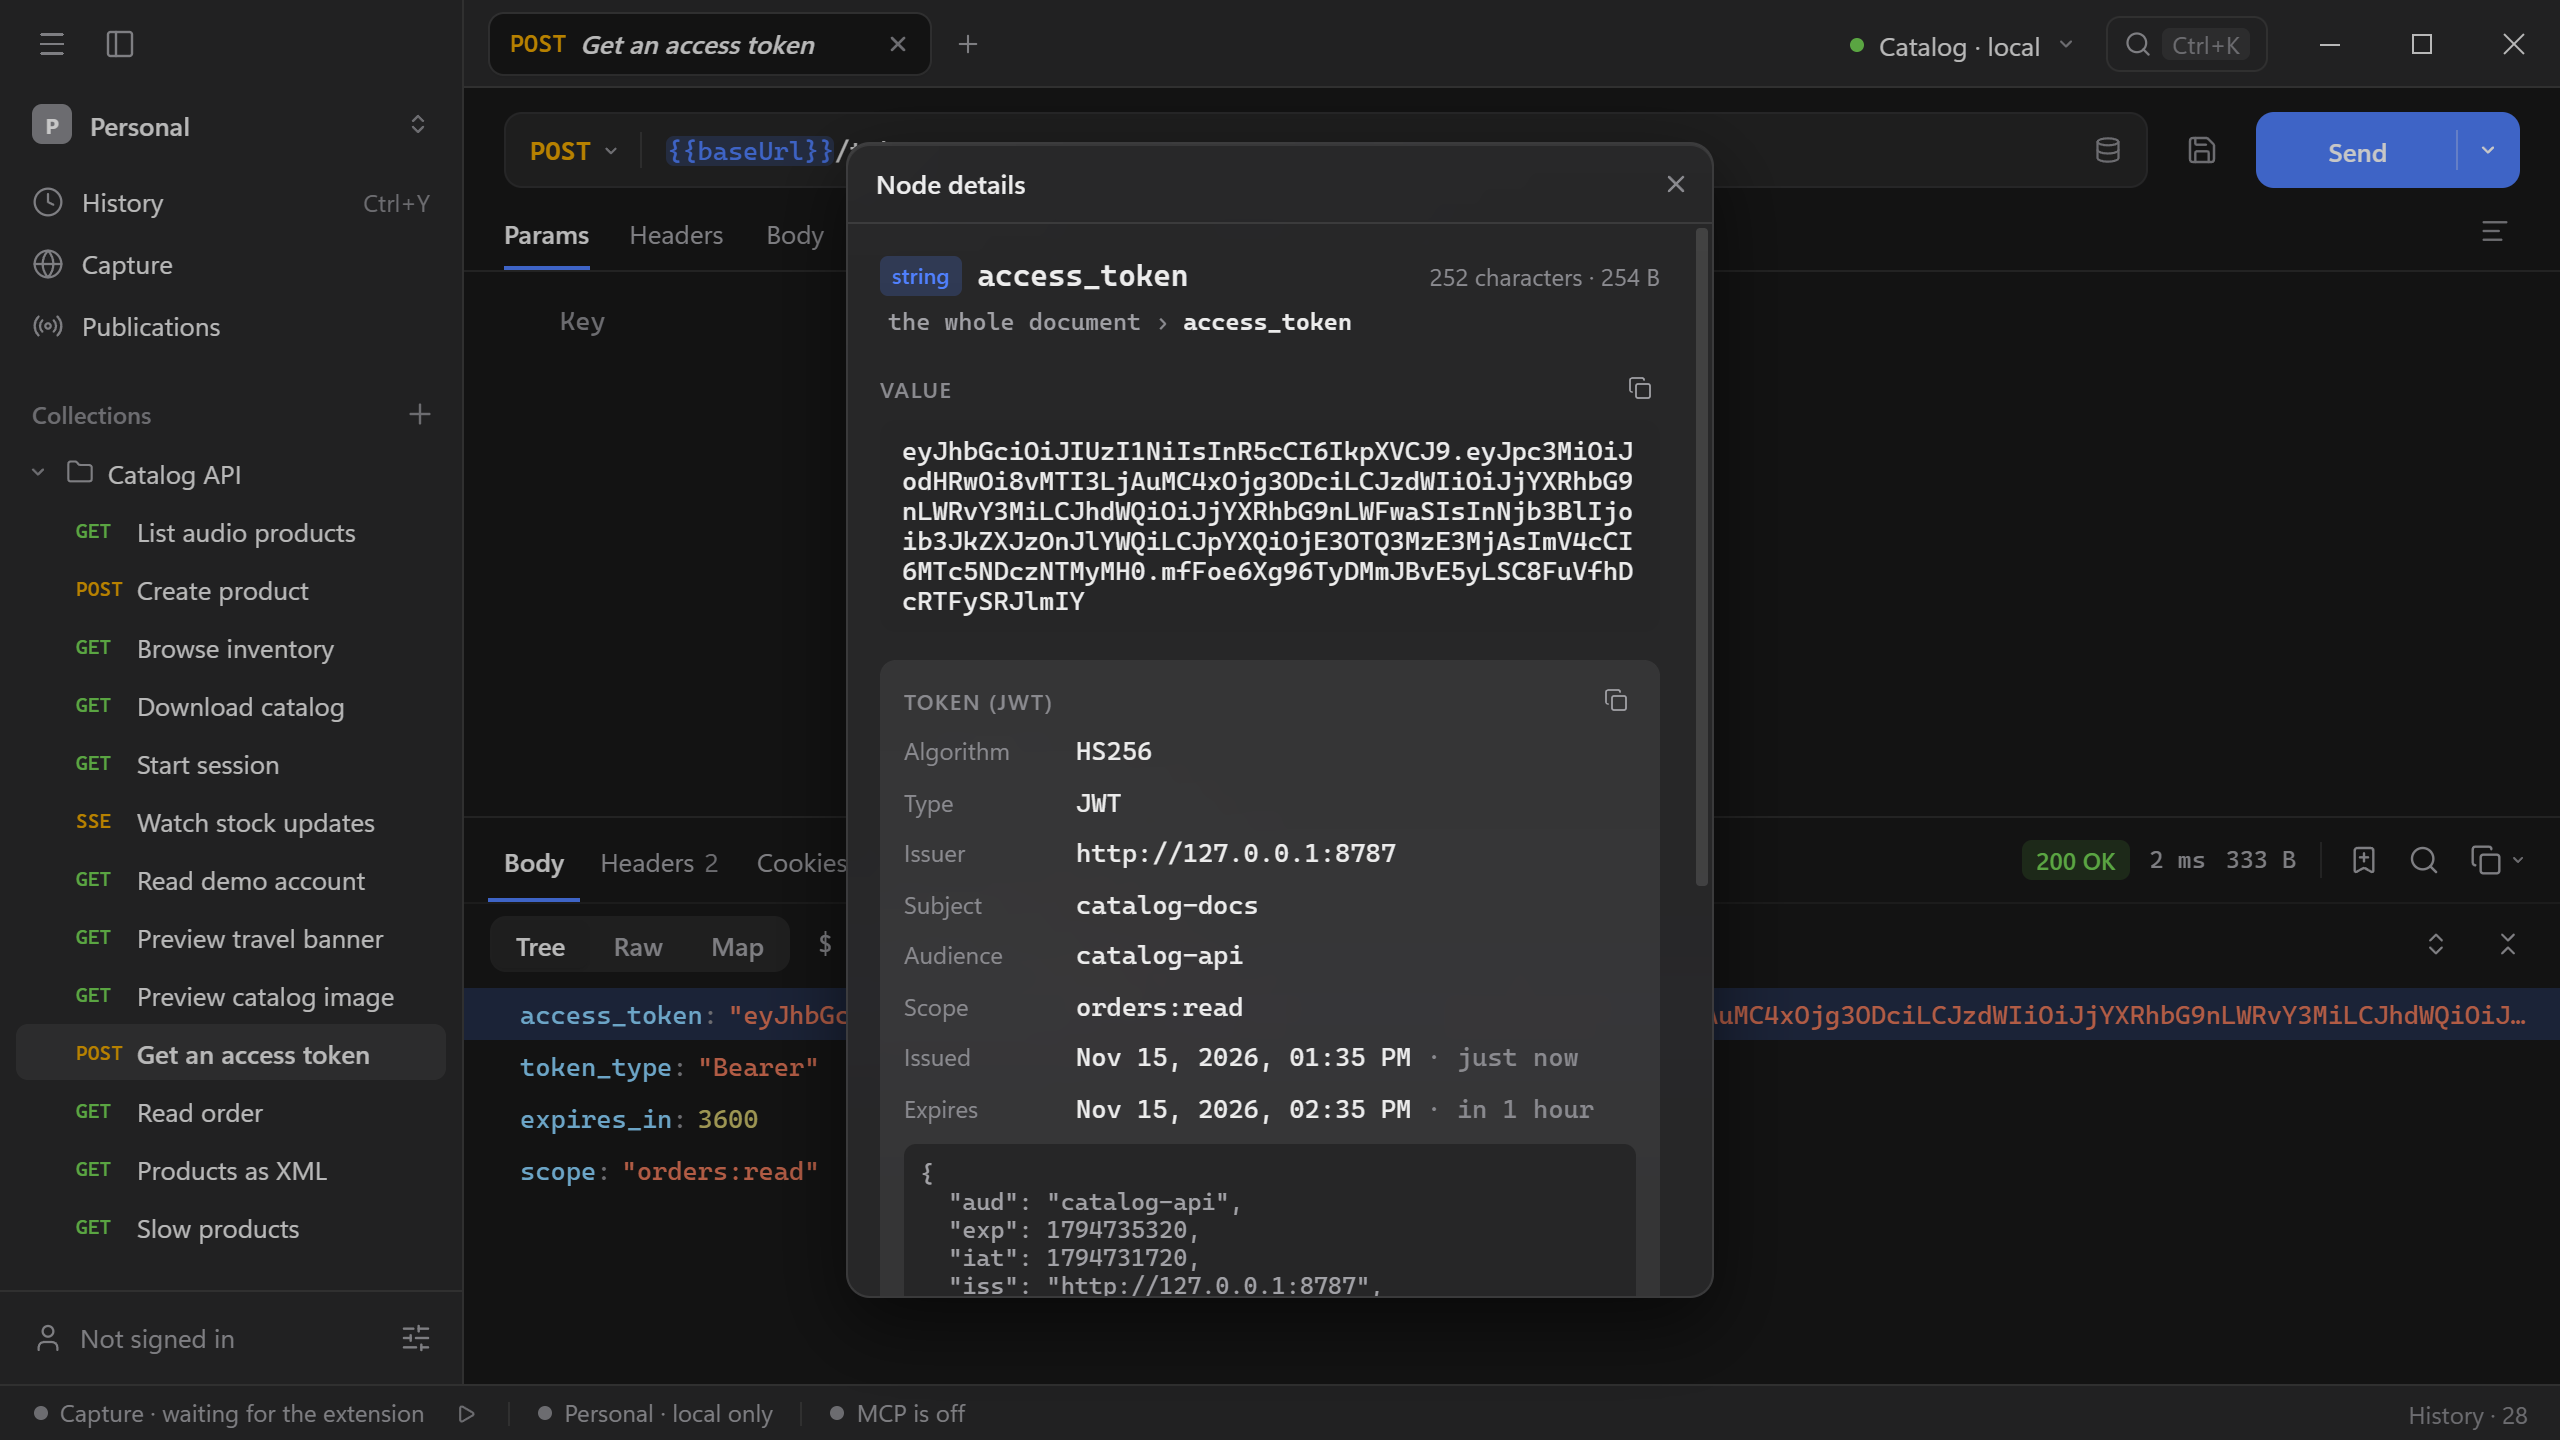 POST Get an access token
Catalog · local
Ctrl+K
P Personal
History Ctrl+Y
Capture
Publications
Collections
Catalog API
GET List audio products
POST Create product
GET Browse inventory
GET Download catalog
GET Start session
SSE Watch stock updates
GET Read demo account
GET Preview travel banner
GET Preview catalog image
POST Get an access token
GET Read order
GET Products as XML
GET Slow products
Not signed in
POST {{baseUrl}}
Send
Params Headers Body
Key
Node details
string access_token 252 characters · 254 B
the whole document › access_token
VALUE
eyJhbGciOiJIUzI1NiIsInR5cCI6IkpXVCJ9.eyJpc3MiOiJ
odHRwOi8vMTI3LjAuMC4xOjg3ODciLCJzdWIiOiJjYXRhbG9
nLWRvY3MiLCJhdWQiOiJjYXRhbG9nLWFwaSIsInNjb3BlIjo
ib3JkZXJzOnJlYWQiLCJpYXQiOjE3OTQ3MzE3MjAsImV4cCI
6MTc5NDczNTMyMH0.mfFoe6Xg96TyDMmJBvE5yLSC8FuVfhD
cRTFySRJlmIY
TOKEN (JWT)
Algorithm HS256
Type JWT
Issuer http://127.0.0.1:8787
Subject catalog-docs
Audience catalog-api
Scope orders:read
Issued Nov 15, 2026, 01:35 PM · just now
Expires Nov 15, 2026, 02:35 PM · in 1 hour
{
"aud": "catalog-api",
"exp": 1794735320,
"iat": 1794731720,
"iss": "http://127.0.0.1:8787",
Body Headers 2 Cookies
200 OK 2 ms 333 B
Tree Raw Map $
access_token: "eyJhbGc uMC4xOjg3ODciLCJzdWIiOiJjYXRhbG9nLWRvY3MiLCJhdWQiOiJ…
token_type: "Bearer"
expires_in: 3600
scope: "orders:read"
Capture · waiting for the extension
Personal · local only
MCP is off
History · 28